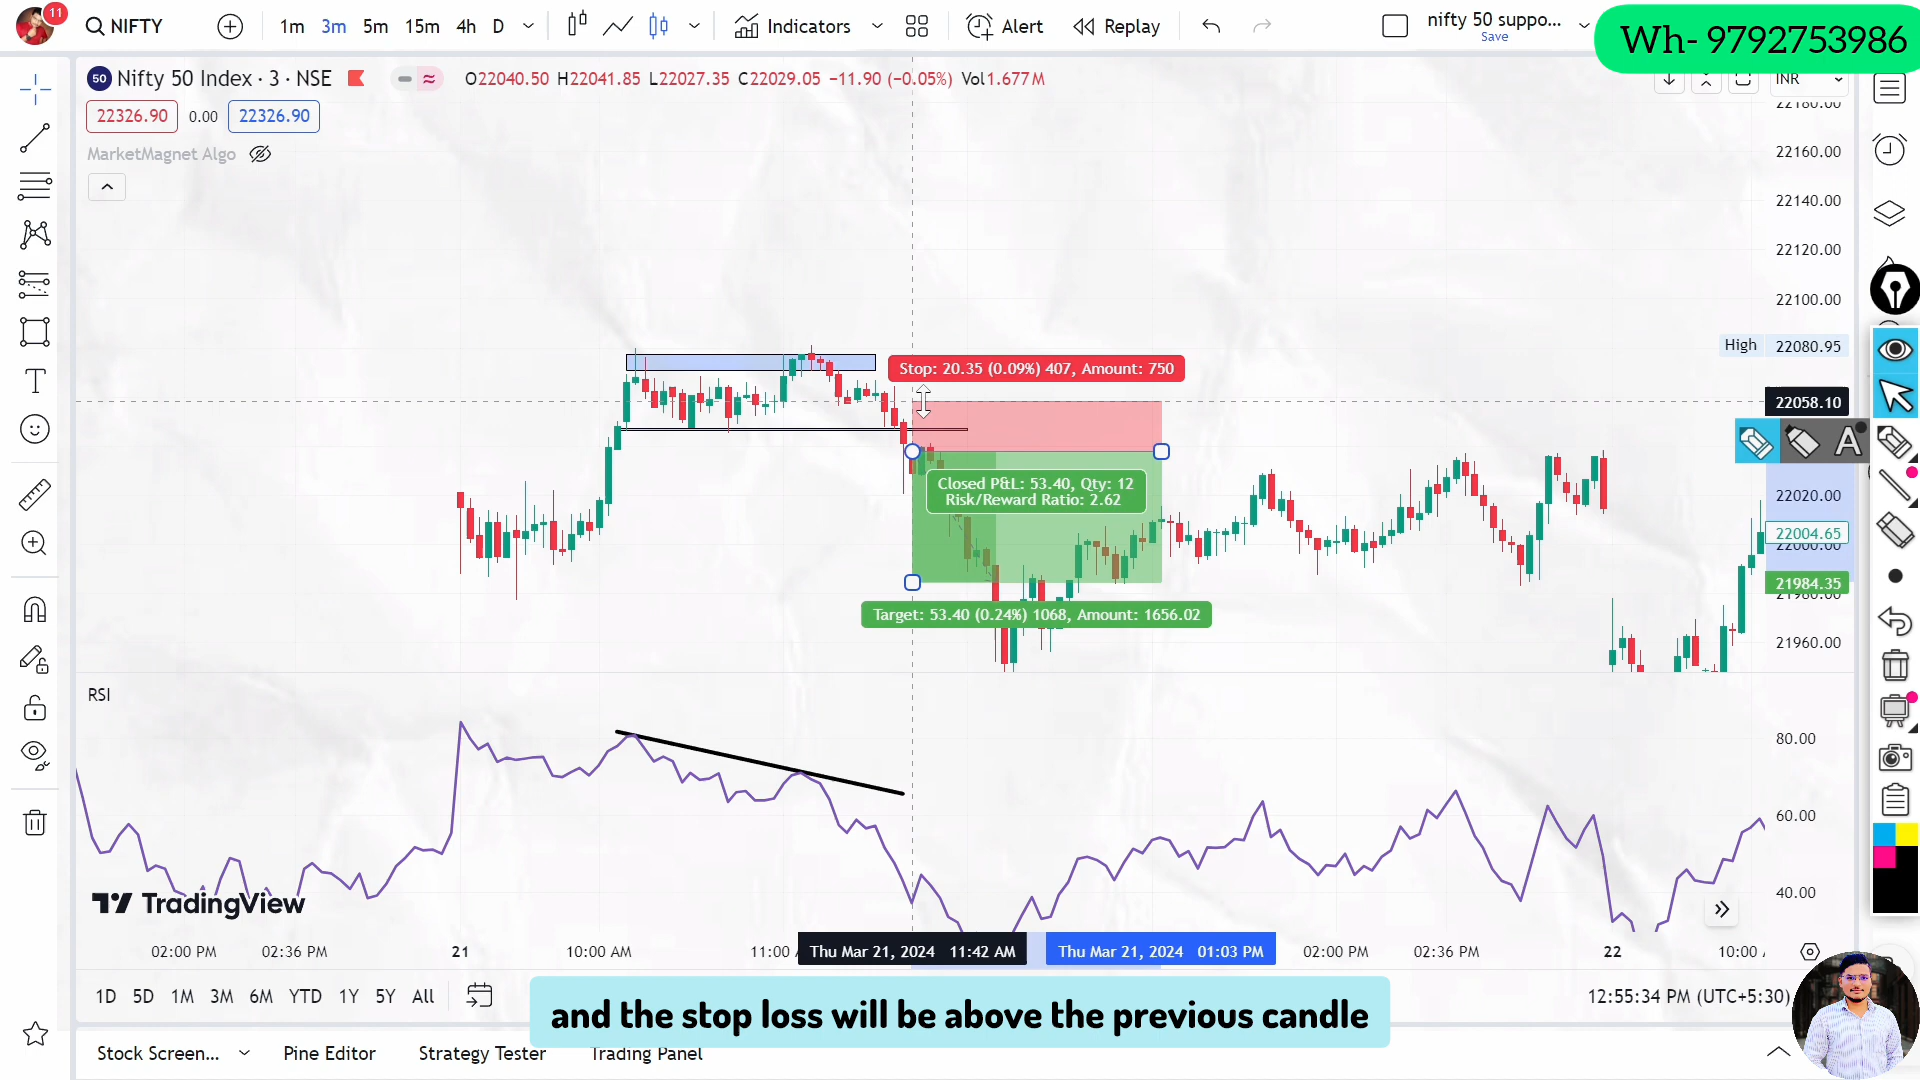 11
NIFTY
1m 3m 5m 15m 4h D
Indicators
Alert
Replay
nifty 50 suppo...
Save
Wh- 9792753986
50 Nifty 50 Index · 3 · NSE
O22040.50 H22041.85 L22027.35 C22029.05 −11.90 (−0.05%) Vol1.677M
INR
22326.90 0.00 22326.90
MarketMagnet Algo
22180.00
22160.00
22140.00
22120.00
22100.00
High 22080.95
22058.10
22020.00
22004.65
22000.00
21984.35
21980.00
21960.00
Stop: 20.35 (0.09%) 407, Amount: 750
Closed P&L: 53.40, Qty: 12
Risk/Reward Ratio: 2.62
Target: 53.40 (0.24%) 1068, Amount: 1656.02
A
RSI
80.00
60.00
40.00
TradingView
02:00 PM 02:36 PM 21 10:00 AM 11:00 Thu Mar 21, 2024 11:42 AM Thu Mar 21, 2024 01:03 PM 02:00 PM 02:36 PM 22 10:00
1D 5D 1M 3M 6M YTD 1Y 5Y All
12:55:34 PM (UTC+5:30)
and the stop loss will be above the previous candle
Stock Screen... Pine Editor Strategy Tester Trading Panel